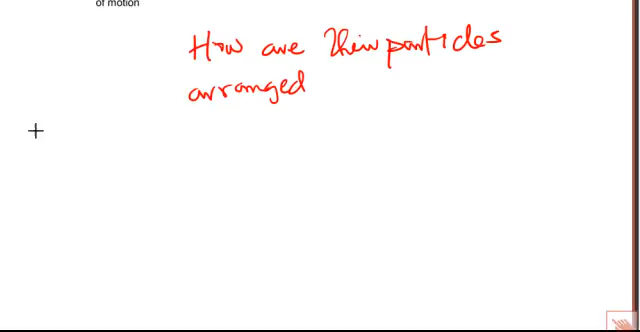 of motion
How are their particles
arranged